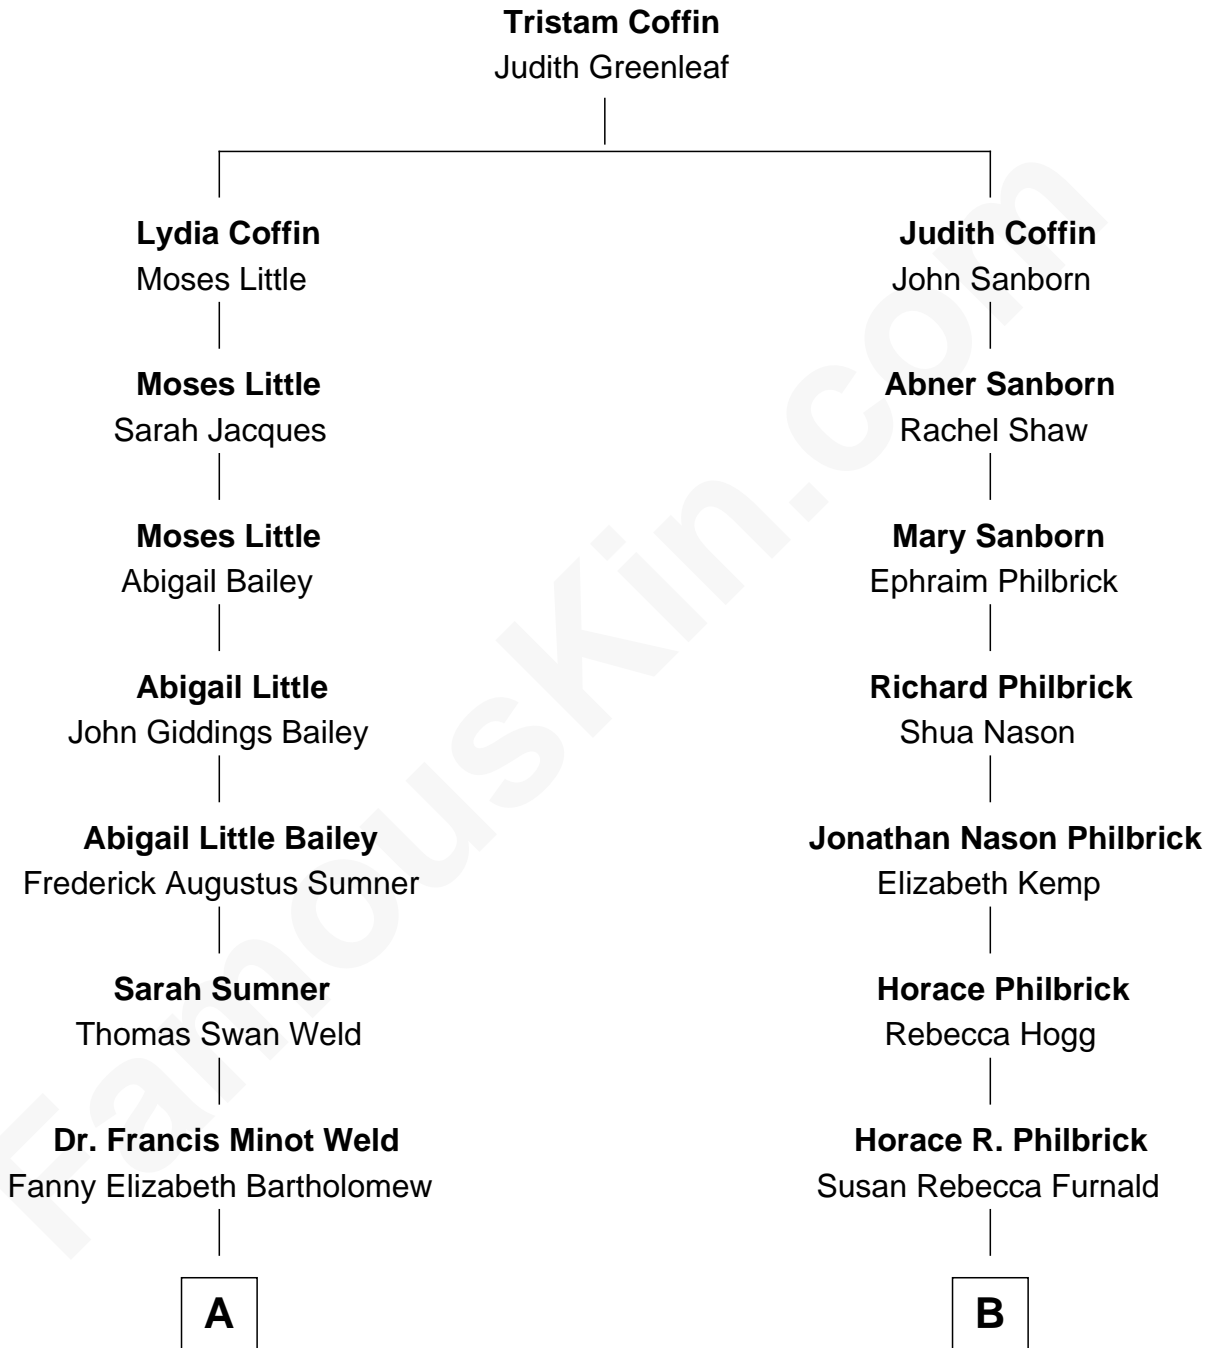 Tristam Coffin
Judith Greenleaf
Lydia Coffin
Moses Little
Judith Coffin
John Sanborn
Moses Little
Sarah Jacques
Abner Sanborn
Rachel Shaw
Moses Little
Abigail Bailey
Mary Sanborn
Ephraim Philbrick
Abigail Little
John Giddings Bailey
Richard Philbrick
Shua Nason
Abigail Little Bailey
Frederick Augustus Sumner
Jonathan Nason Philbrick
Elizabeth Kemp
Sarah Sumner
Thomas Swan Weld
Horace Philbrick
Rebecca Hogg
Dr. Francis Minot Weld
Fanny Elizabeth Bartholomew
Horace R. Philbrick
Susan Rebecca Furnald
A
B
FamousKin.com